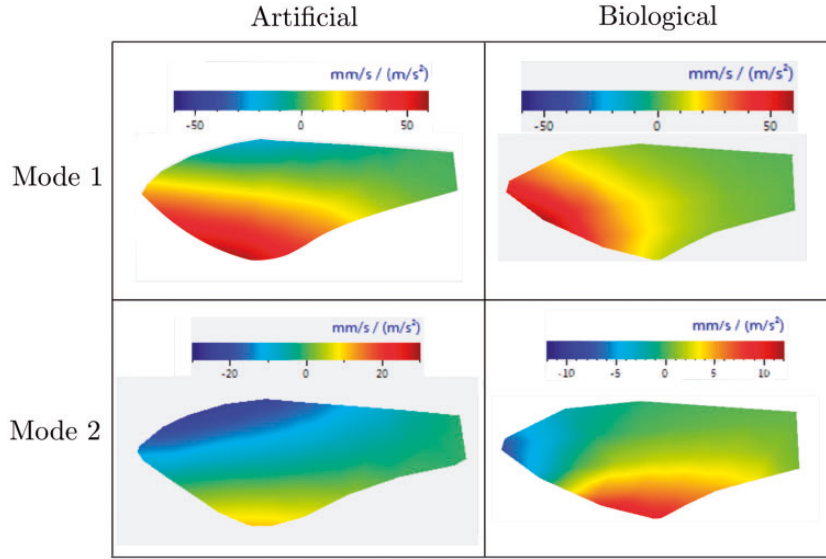 Artificial Biological
Mode 1
mm/s / (m/s²)
-50 0 50
mm/s / (m/s²)
-50 0 50
Mode 2
mm/s / (m/s²)
-20 0 20
mm/s / (m/s²)
-10 -5 0 5 10